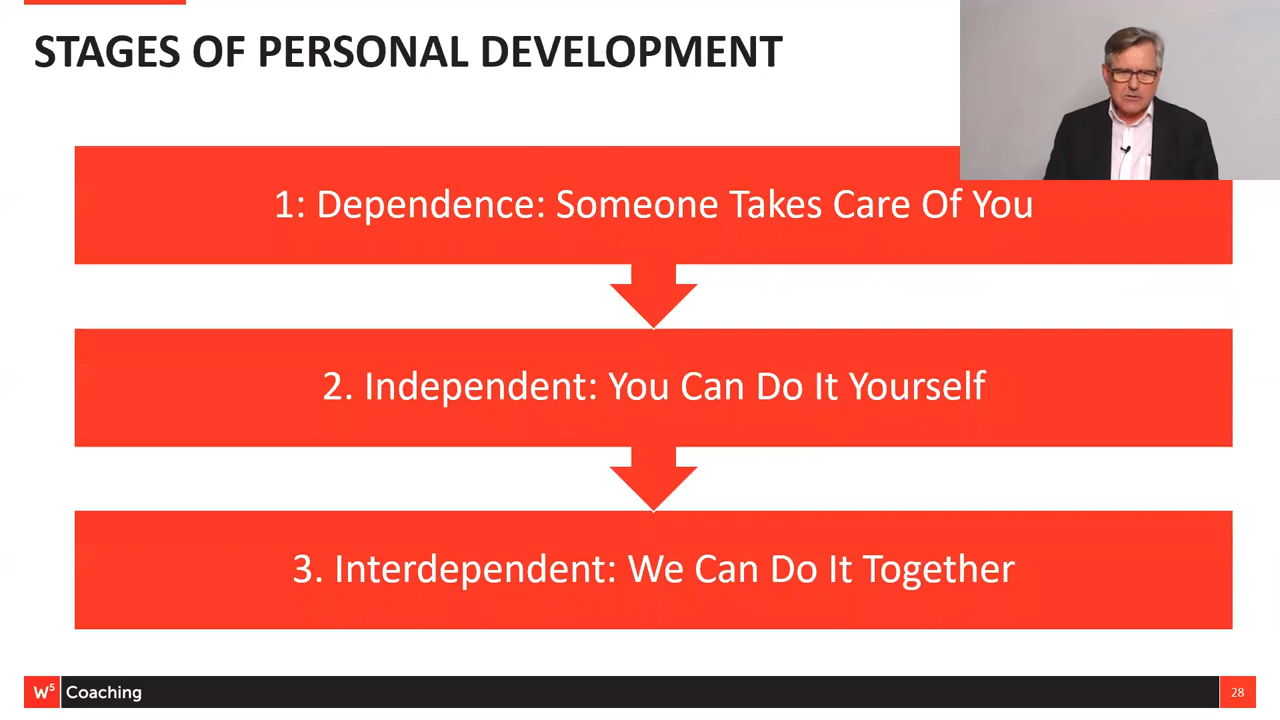 STAGES OF PERSONAL DEVELOPMENT
1: Dependence: Someone Takes Care Of You
2. Independent: You Can Do It Yourself
3. Interdependent: We Can Do It Together
W⁵ Coaching
28